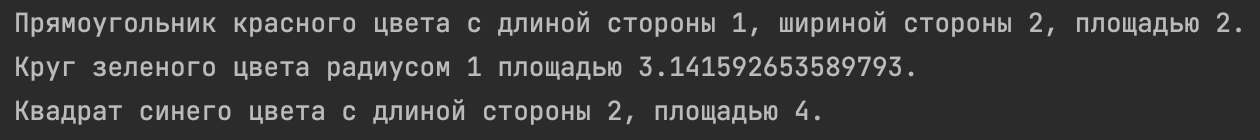 Прямоугольник красного цвета с длиной стороны 1, шириной стороны 2, площадью 2.
Круг зеленого цвета радиусом 1 площадью 3.141592653589793.
Квадрат синего цвета с длиной стороны 2, площадью 4.